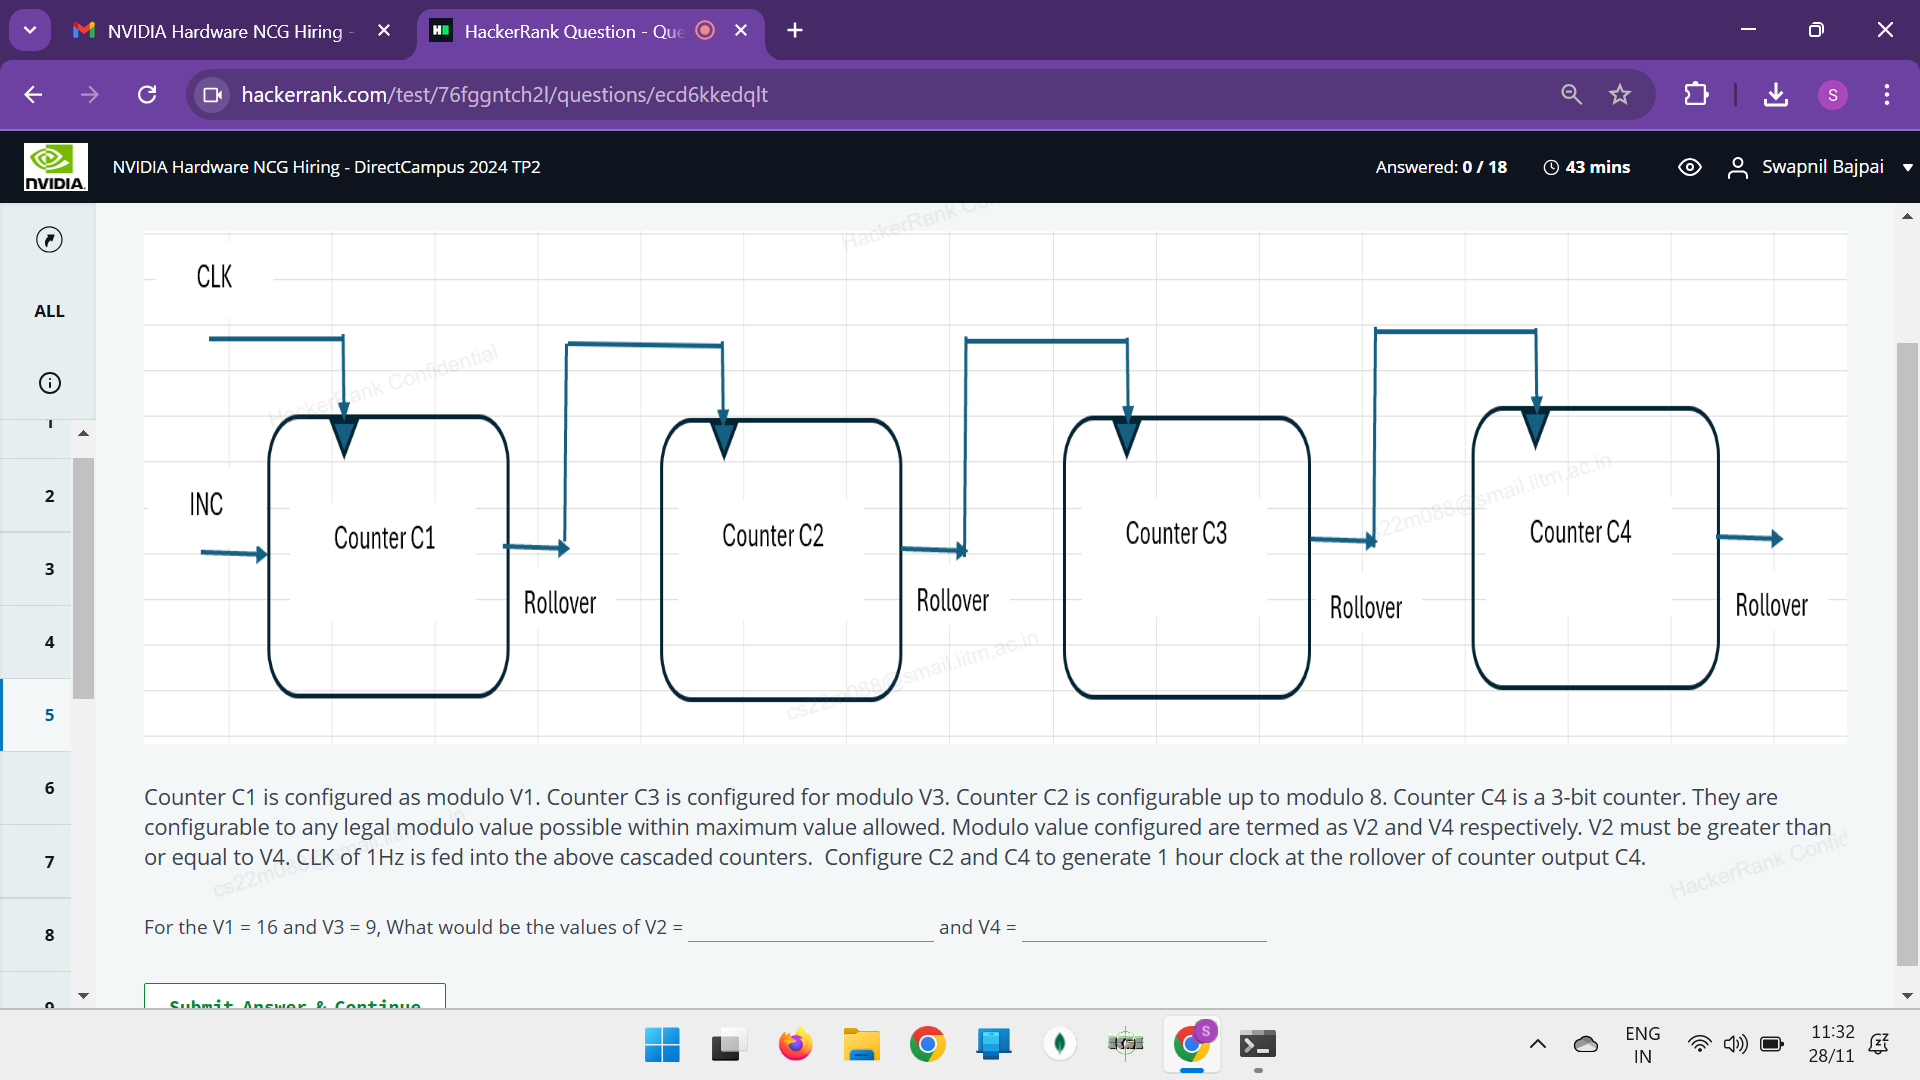 NVIDIA Hardware NCG Hiring -
HackerRank Question - Que
hackerrank.com/test/76fggntch2l/questions/ecd6kkedqlt
S
NVIDIA
NVIDIA Hardware NCG Hiring - DirectCampus 2024 TP2
Answered: 0 / 18
43 mins
Swapnil Bajpai
ALL
1
2
3
4
5
6
7
8
9
CLK
INC
Counter C1
Rollover
Counter C2
Rollover
Counter C3
Rollover
Counter C4
Rollover
HackerRank Confidential
cs22m088@smail.iitm.ac.in
Counter C1 is configured as modulo V1. Counter C3 is configured for modulo V3. Counter C2 is configurable up to modulo 8. Counter C4 is a 3-bit counter. They are
configurable to any legal modulo value possible within maximum value allowed. Modulo value configured are termed as V2 and V4 respectively. V2 must be greater than
or equal to V4. CLK of 1Hz is fed into the above cascaded counters. Configure C2 and C4 to generate 1 hour clock at the rollover of counter output C4.
For the V1 = 16 and V3 = 9, What would be the values of V2 = and V4 =
Submit Answer & Continue
S
ENG
IN
11:32
28/11